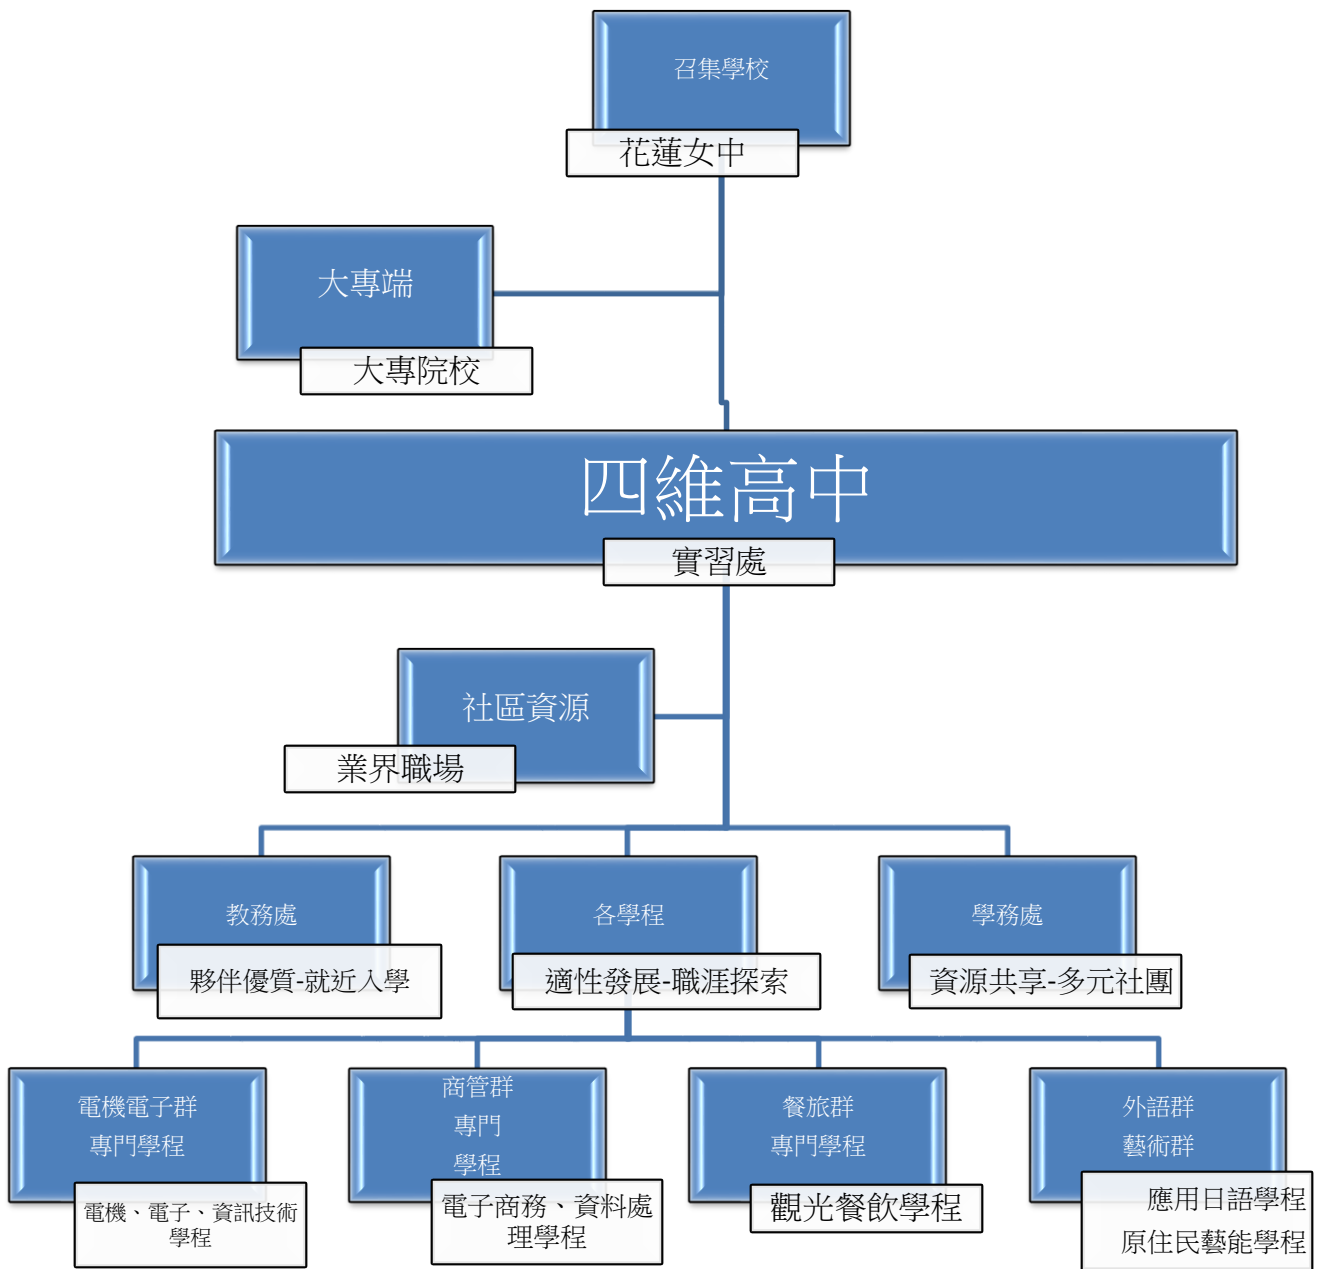 召集學校
花蓮女中
大專端
大專院校
四維高中
實習處
社區資源
業界職場
教務處
夥伴優質-就近入學
各學程
適性發展-職涯探索
學務處
資源共享-多元社團
電機電子群
專門學程
電機、電子、資訊技術
學程
商管群
專門
學程
電子商務、資料處
理學程
餐旅群
專門學程
觀光餐飲學程
外語群
藝術群
應用日語學程
原住民藝能學程